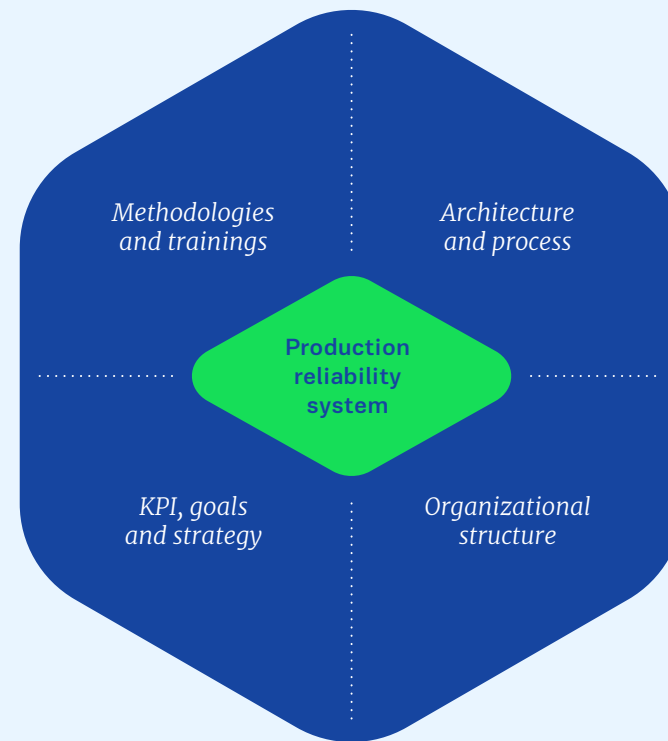 Methodologies
and trainings
Architecture
and process
Production
reliability
system
KPI, goals
and strategy
Organizational
structure